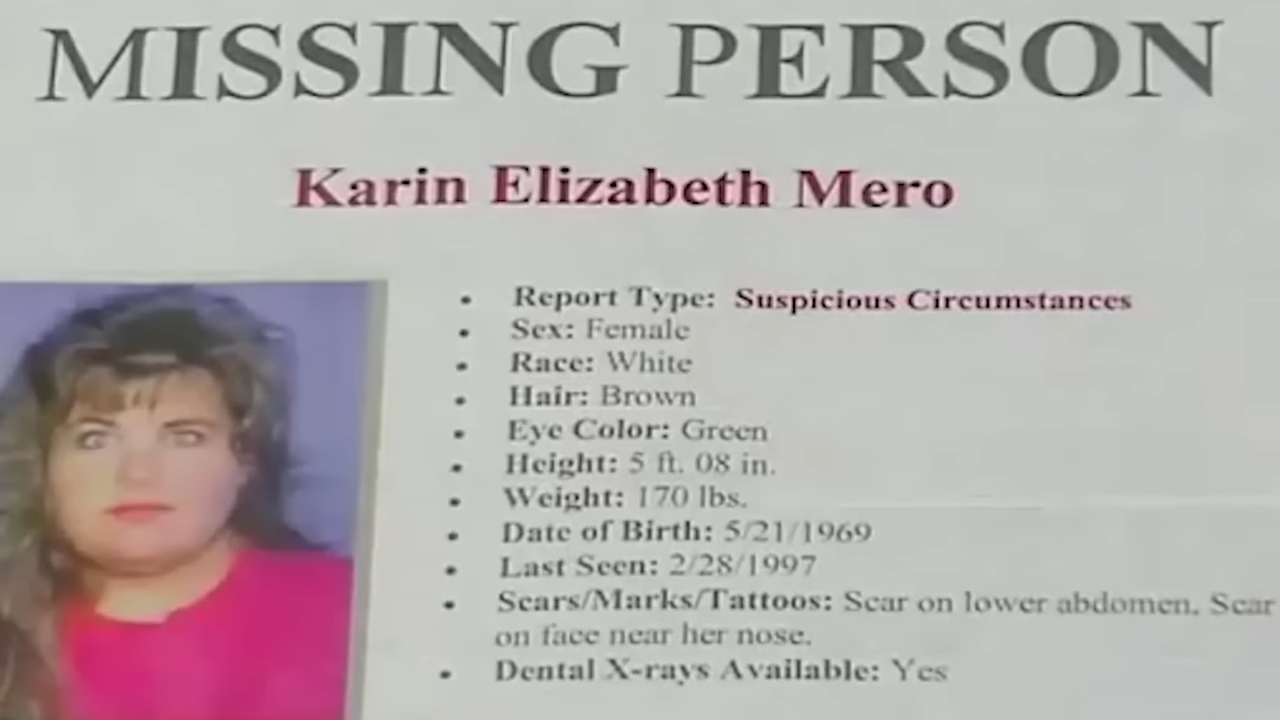 MISSING PERSON
Karin Elizabeth Mero
• Report Type: Suspicious Circumstances
• Sex: Female
• Race: White
• Hair: Brown
• Eye Color: Green
• Height: 5 ft. 08 in.
• Weight: 170 lbs.
• Date of Birth: 5/21/1969
• Last Seen: 2/28/1997
• Scars/Marks/Tattoos: Scar on lower abdomen. Scar
on face near her nose.
• Dental X-rays Available: Yes